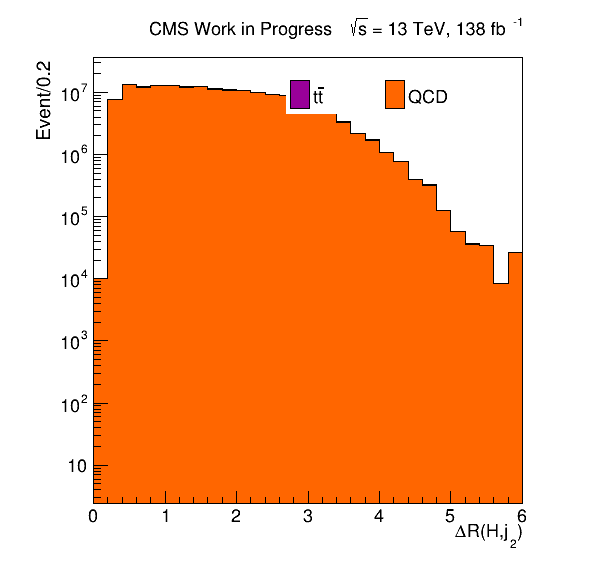 CMS Work in Progress √s = 13 TeV, 138 fb⁻¹
Event/0.2
tt̄ QCD
10⁷
10⁶
10⁵
10⁴
10³
10²
10
0 1 2 3 4 5 6
ΔR(H,j₂)